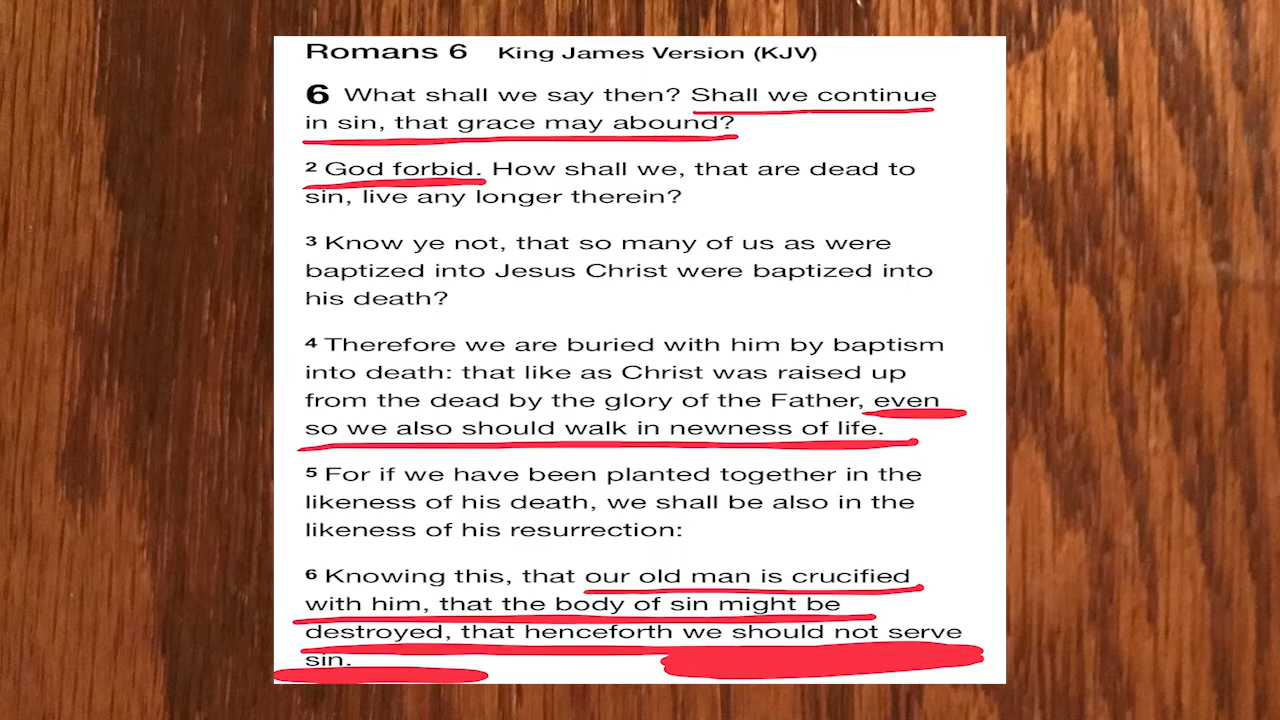 Romans 6 King James Version (KJV)
6 What shall we say then? Shall we continue
in sin, that grace may abound?
2 God forbid. How shall we, that are dead to
sin, live any longer therein?
3 Know ye not, that so many of us as were
baptized into Jesus Christ were baptized into
his death?
4 Therefore we are buried with him by baptism
into death: that like as Christ was raised up
from the dead by the glory of the Father, even
so we also should walk in newness of life.
5 For if we have been planted together in the
likeness of his death, we shall be also in the
likeness of his resurrection:
6 Knowing this, that our old man is crucified
with him, that the body of sin might be
destroyed, that henceforth we should not serve
sin.